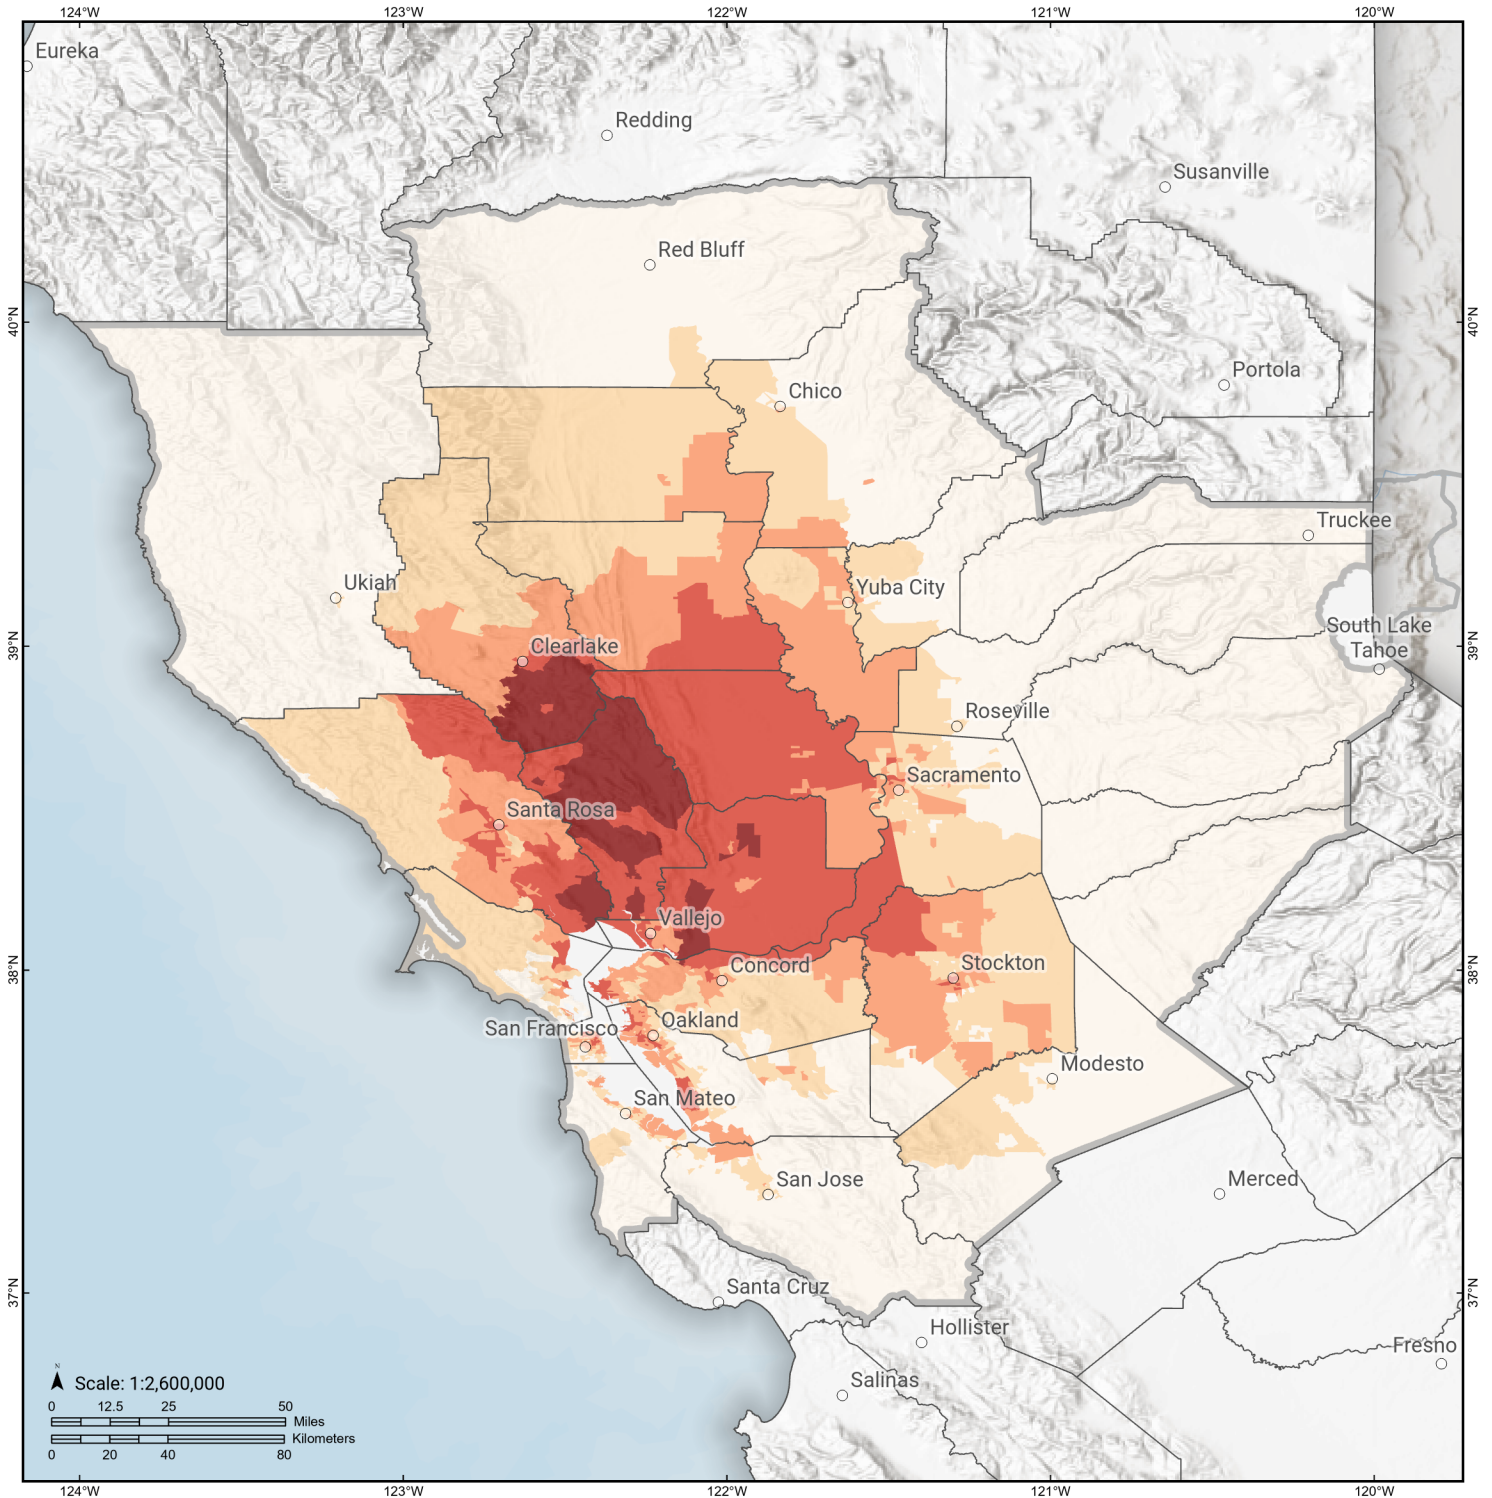 124°W 123°W 122°W 121°W 120°W
Eureka
Redding
Susanville
Red Bluff
40°N
40°N
Portola
Chico
Truckee
Ukiah
Yuba City
South Lake
Tahoe
39°N
39°N
Clearlake
Roseville
Sacramento
Santa Rosa
Vallejo
38°N
38°N
Concord
Stockton
San Francisco
Oakland
Modesto
San Mateo
San Jose
Merced
37°N
37°N
Santa Cruz
Hollister
Fresno
Salinas
N
Scale: 1:2,600,000
0 12.5 25 50
Miles
Kilometers
0 20 40 80
124°W 123°W 122°W 121°W 120°W